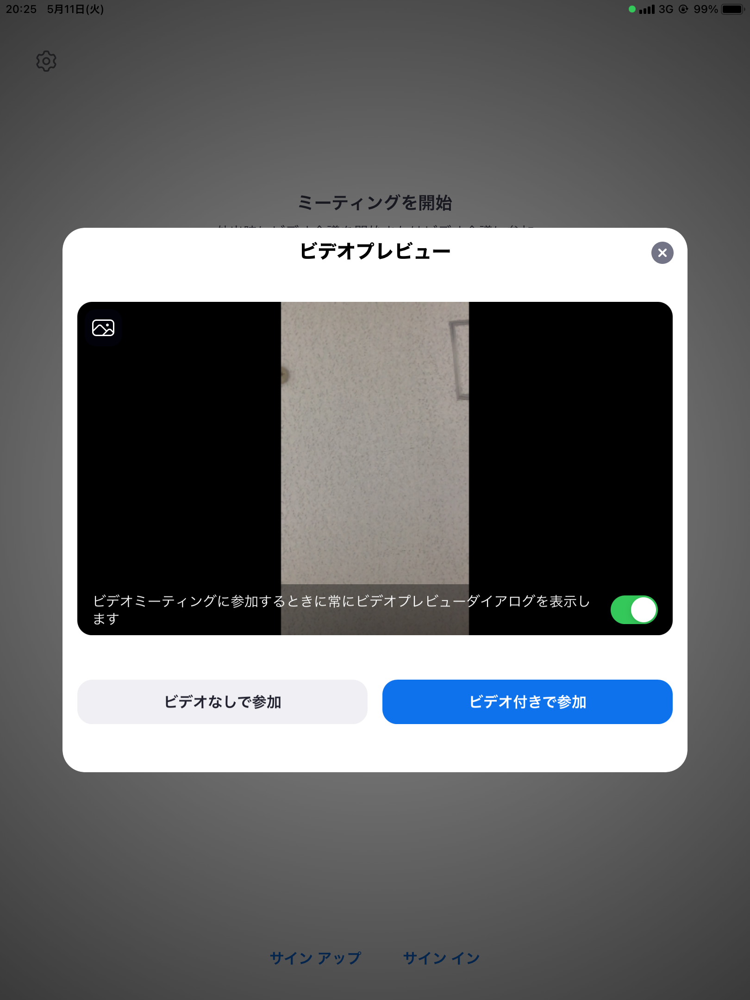 20:25 5月11日(火)
3G 99%
ミーティングを開始
ビデオプレビュー
ビデオミーティングに参加するときに常にビデオプレビューダイアログを表示し
ます
ビデオなしで参加
ビデオ付きで参加
サイン アップ
サイン イン